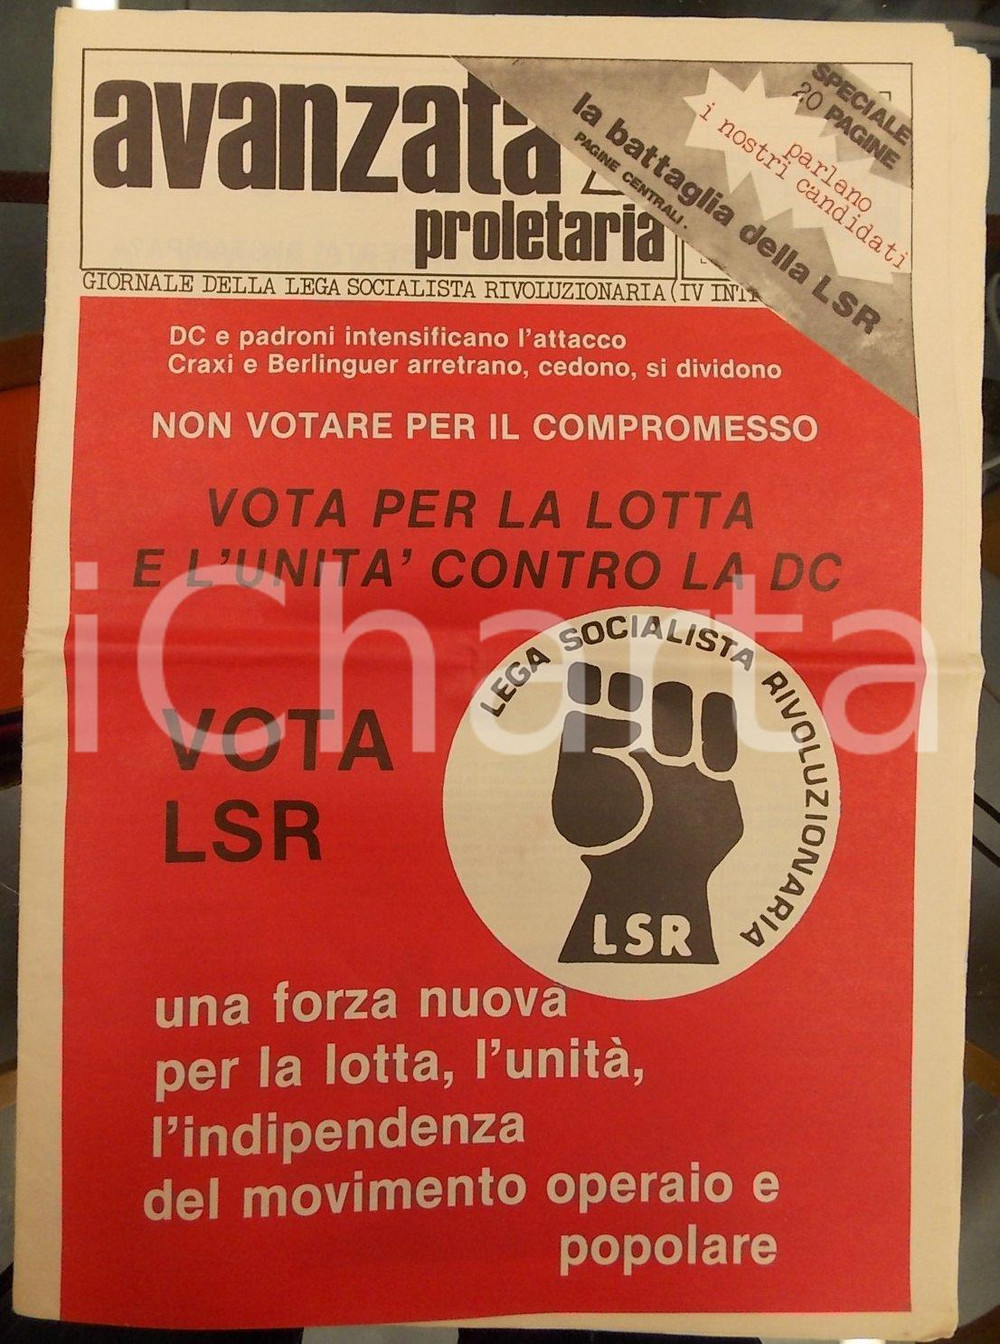 avanzata
proletaria
SPECIALE
20 PAGINE
parlano
i nostri candidati
la battaglia della LSR
PAGINE CENTRALI.
GIORNALE DELLA LEGA SOCIALISTA RIVOLUZIONARIA (IV
DC e padroni intensificano l'attacco
Craxi e Berlinguer arretrano, cedono, si dividono
NON VOTARE PER IL COMPROMESSO
VOTA PER LA LOTTA
E L'UNITA' CONTRO LA DC
iCharta
VOTA
LSR
LEGA SOCIALISTA RIVOLUZIONARIA
LSR
una forza nuova
per la lotta, l'unità,
l'indipendenza
del movimento operaio e
popolare